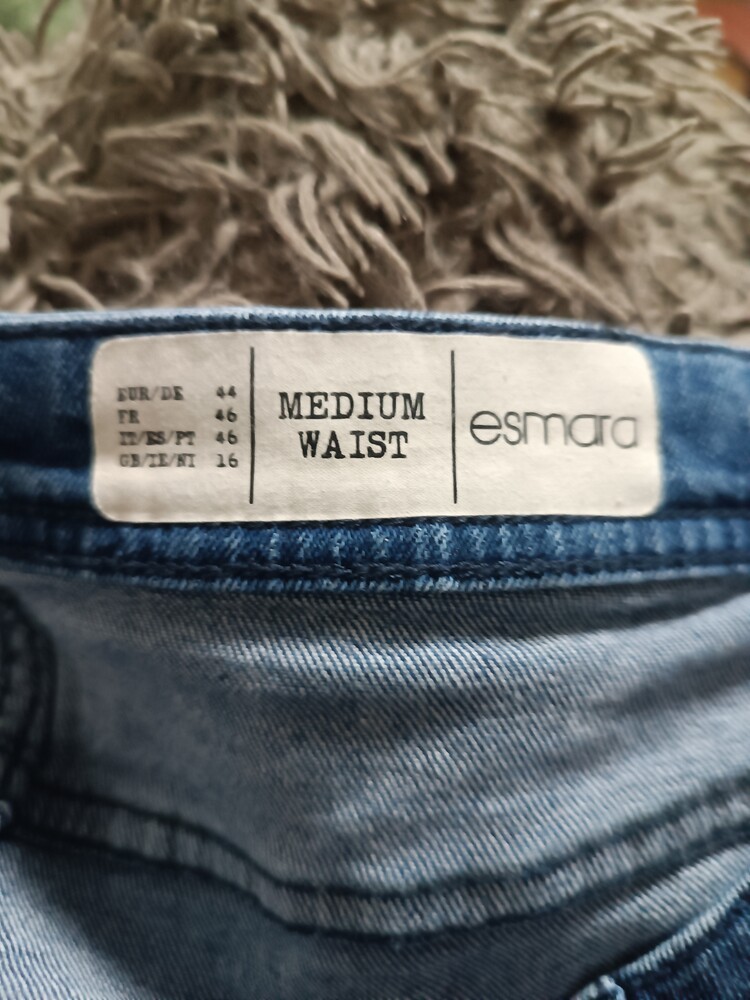 EUR/DE 44
FR 46
IT/ES/PT 46
GB/IE/NI 16
MEDIUM
WAIST
esmara